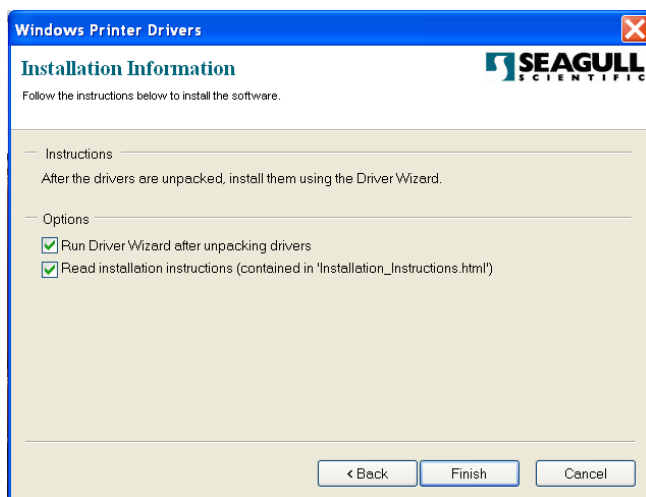 Windows Printer Drivers
Installation Information
SEAGULL
SCIENTIFIC
Follow the instructions below to install the software.
Instructions
After the drivers are unpacked, install them using the Driver Wizard.
Options
Run Driver Wizard after unpacking drivers
Read installation instructions (contained in 'Installation_Instructions.html')
< Back Finish Cancel